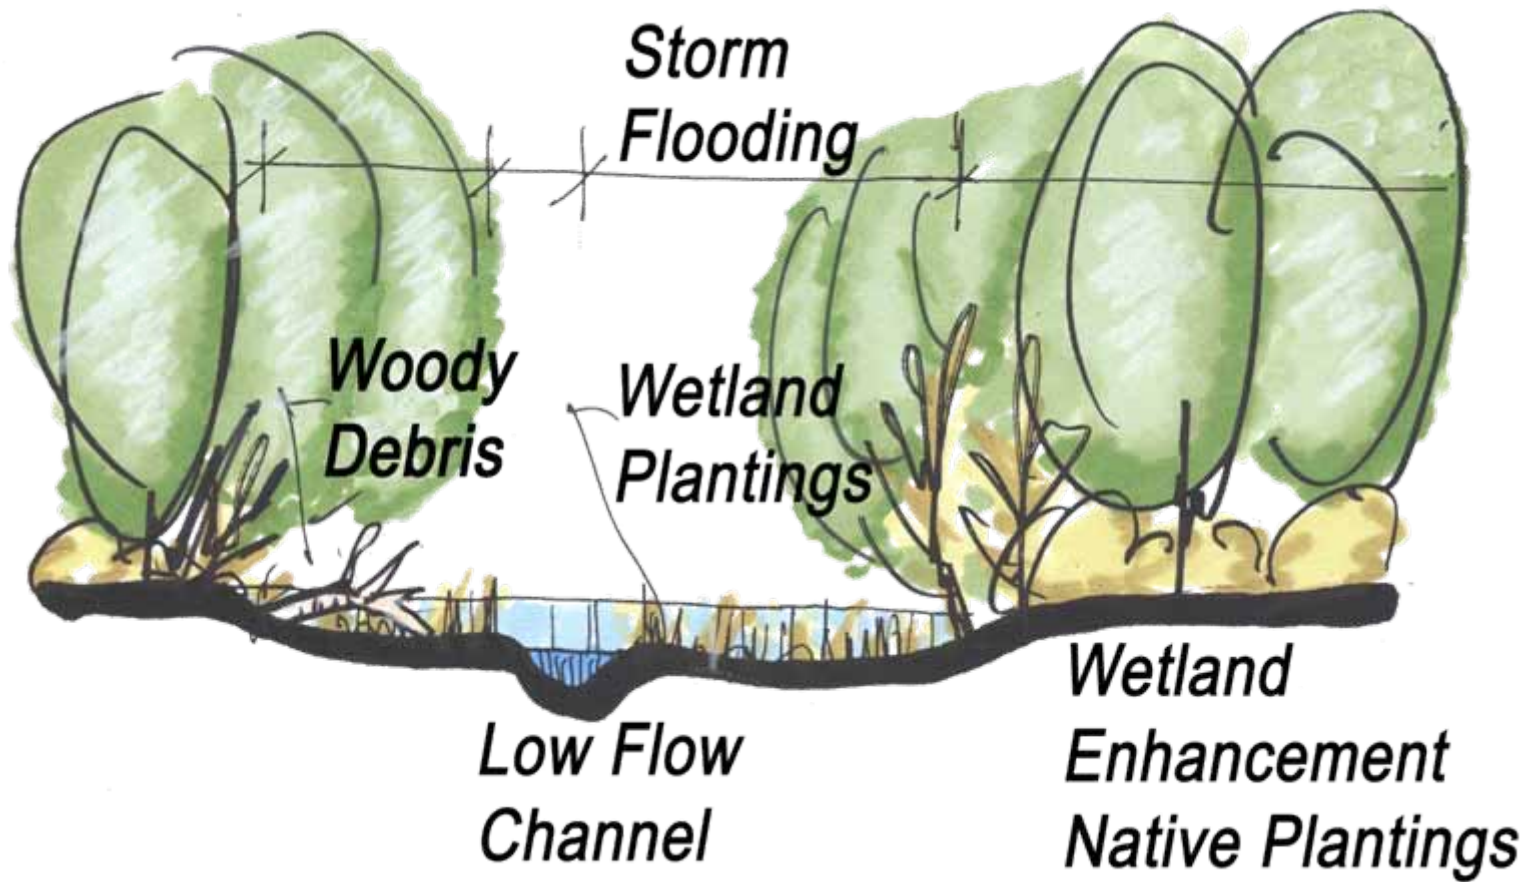 Storm
Flooding
Woody
Debris
Wetland
Plantings
Low Flow
Channel
Wetland
Enhancement
Native Plantings